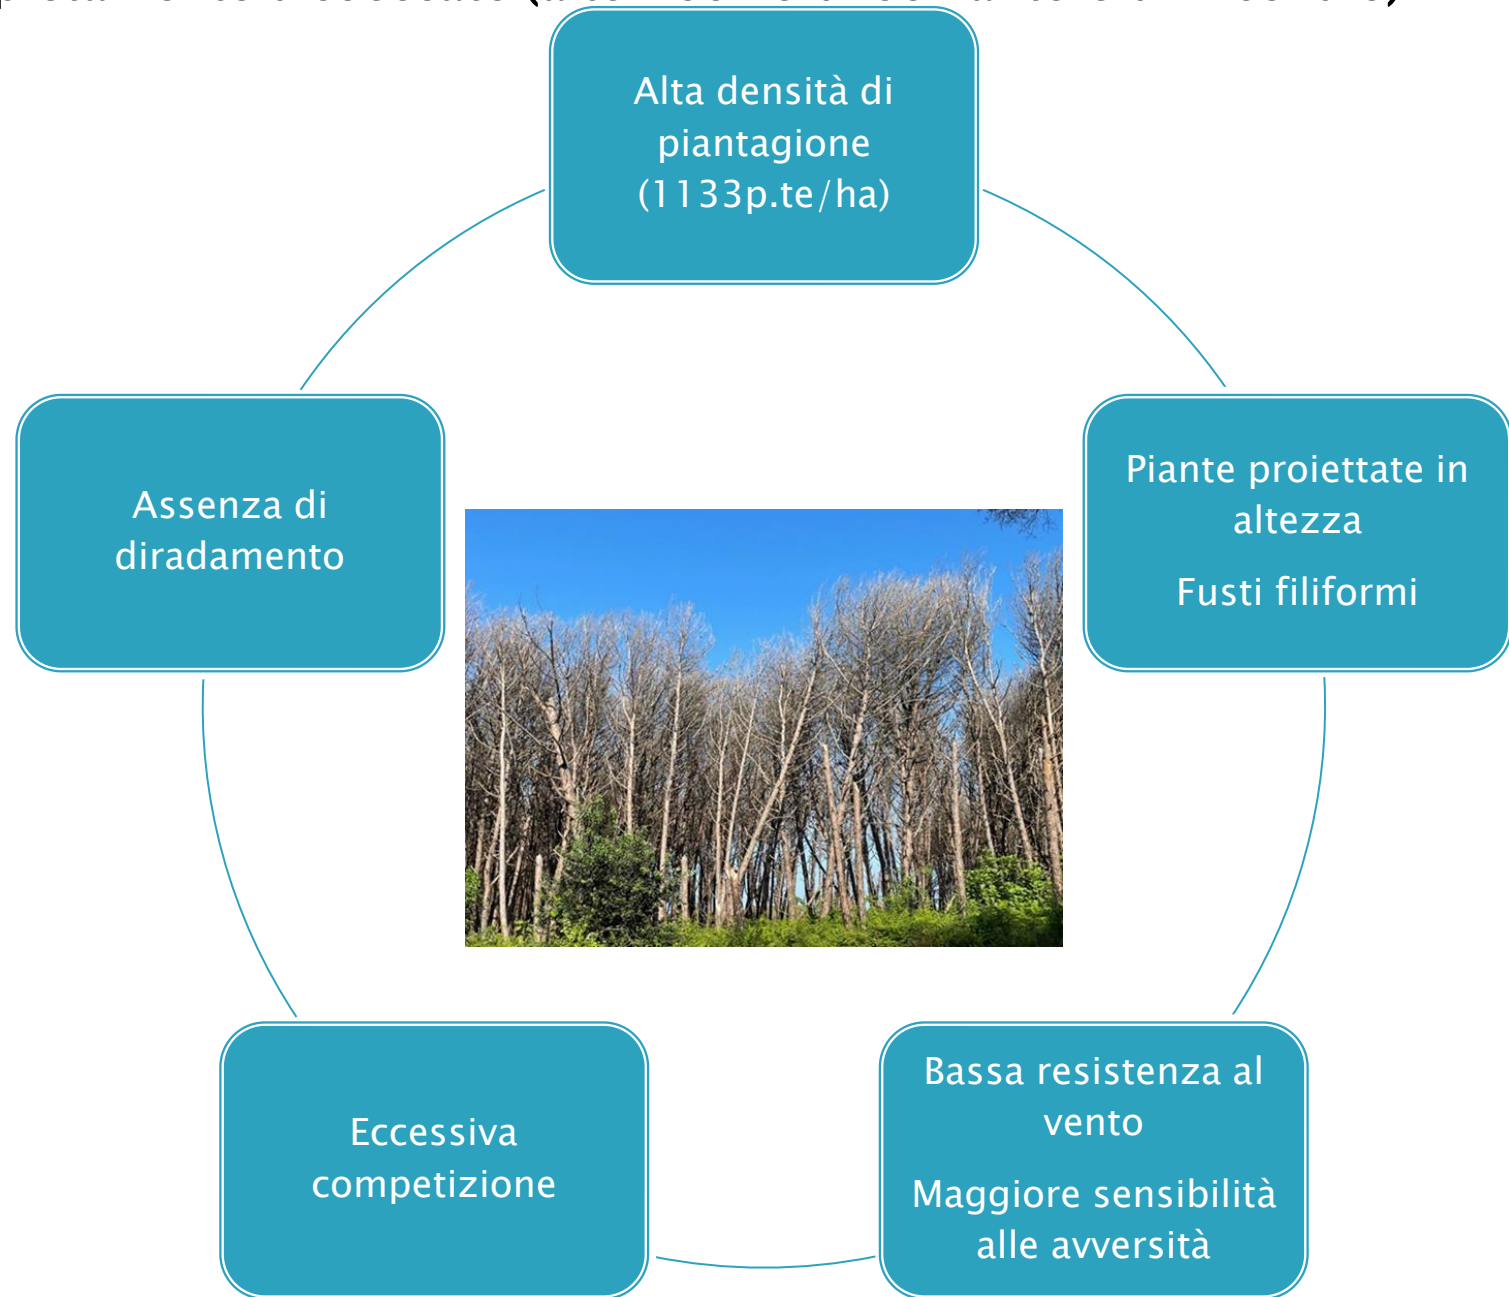 Alta densità di
piantagione
(1133p.te/ha)
Piante proiettate in
altezza
Fusti filiformi
Bassa resistenza al
vento
Maggiore sensibilità
alle avversità
Eccessiva
competizione
Assenza di
diradamento